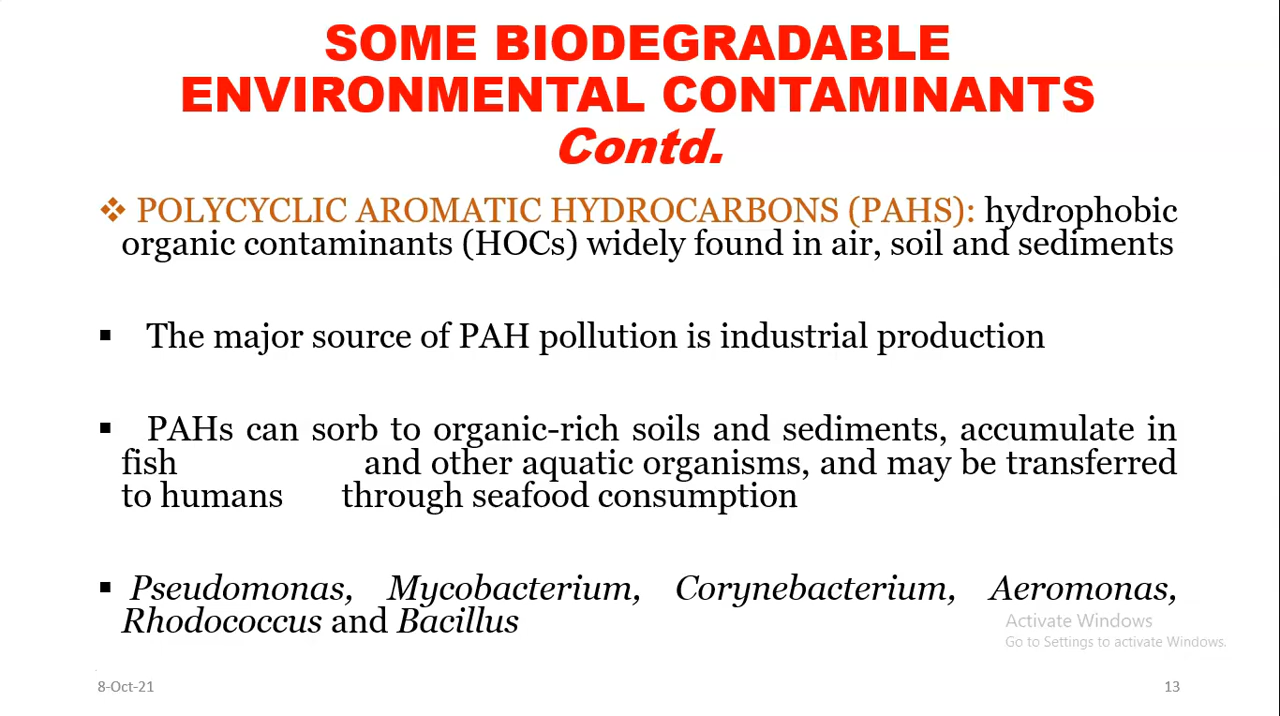 SOME BIODEGRADABLE
ENVIRONMENTAL CONTAMINANTS
Contd.
❖ POLYCYCLIC AROMATIC HYDROCARBONS (PAHS): hydrophobic
organic contaminants (HOCs) widely found in air, soil and sediments
▪ The major source of PAH pollution is industrial production
▪ PAHs can sorb to organic-rich soils and sediments, accumulate in
fish and other aquatic organisms, and may be transferred
to humans through seafood consumption
▪ Pseudomonas, Mycobacterium, Corynebacterium, Aeromonas,
Rhodococcus and Bacillus
Activate Windows
Go to Settings to activate Windows.
8-Oct-21
13